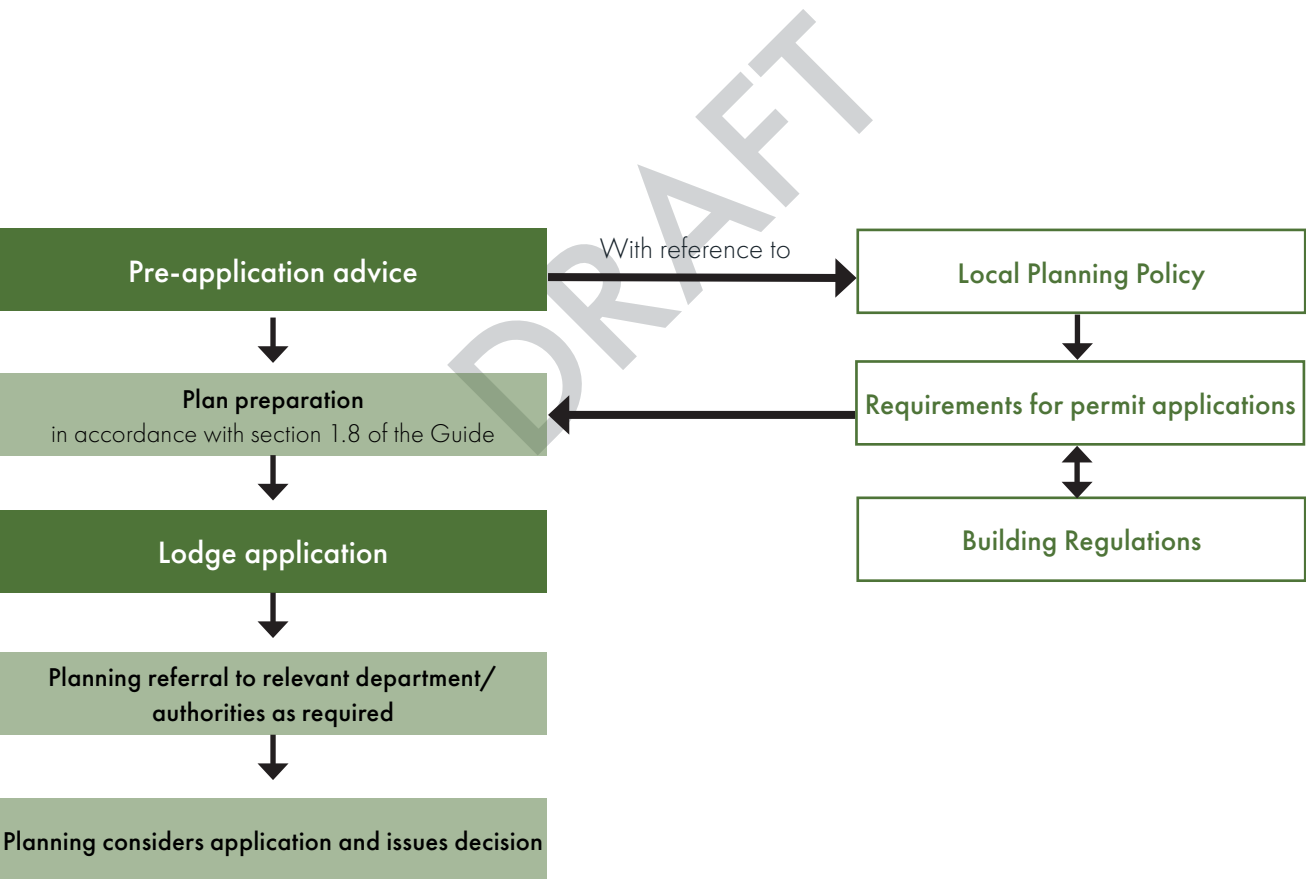 DRAFT
Pre-application advice
With reference to
Local Planning Policy
Plan preparation
in accordance with section 1.8 of the Guide
Requirements for permit applications
Lodge application
Building Regulations
Planning referral to relevant department/
authorities as required
Planning considers application and issues decision